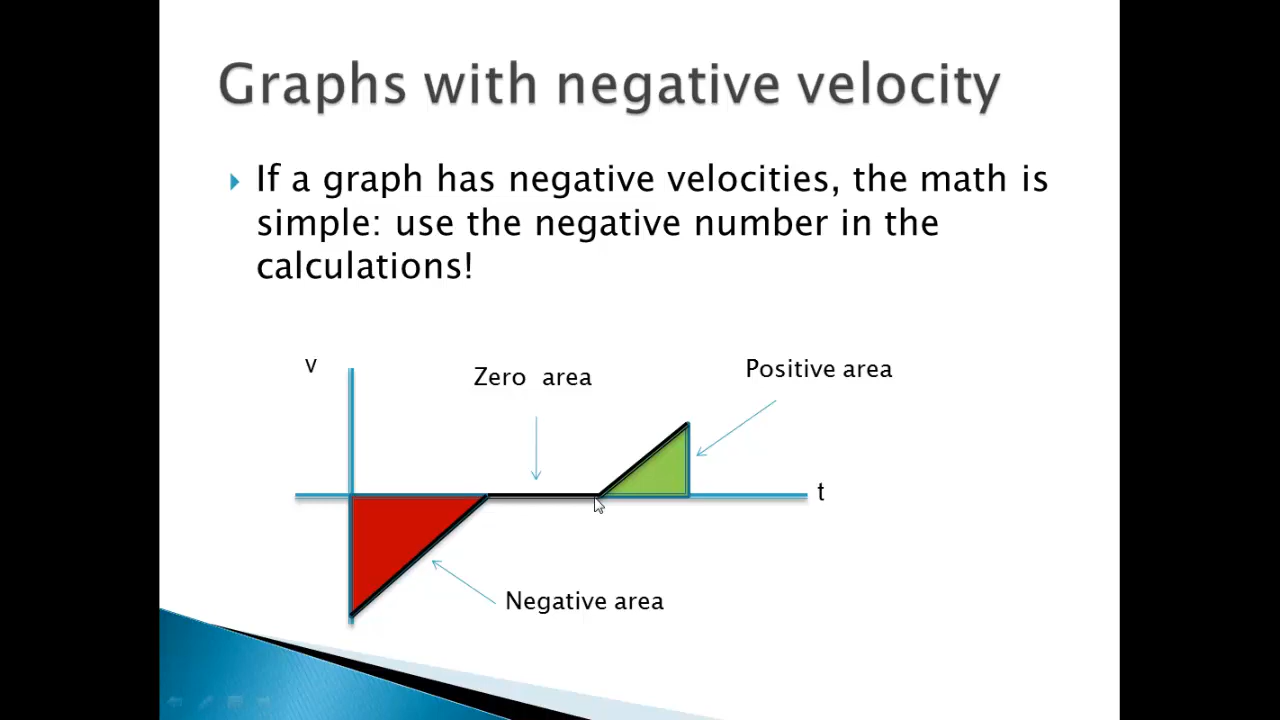 Graphs with negative velocity
If a graph has negative velocities, the math is
simple: use the negative number in the
calculations!
v
Zero area
Positive area
t
Negative area